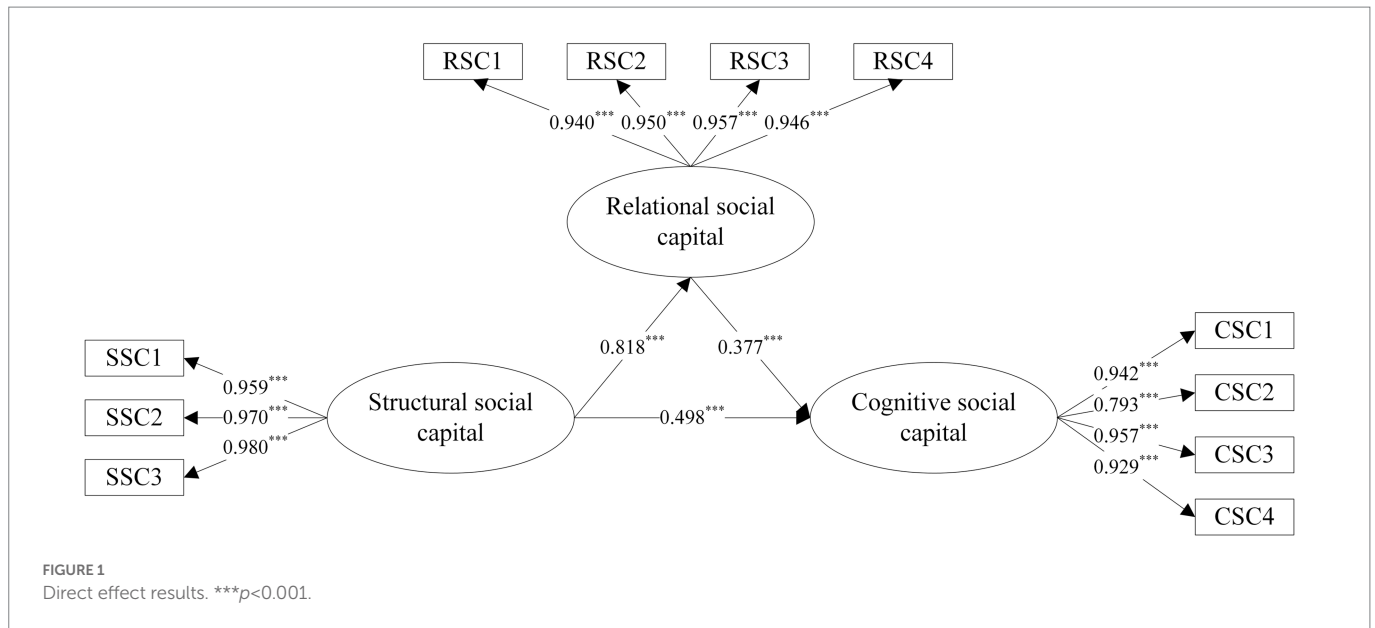 RSC1 RSC2 RSC3 RSC4
0.940*** 0.950*** 0.957*** 0.946***
Relational social
capital
SSC1
SSC2
SSC3
0.959***
0.970***
0.980***
Structural social
capital
0.818***
0.377***
0.498***
Cognitive social
capital
0.942***
0.793***
0.957***
0.929***
CSC1
CSC2
CSC3
CSC4
FIGURE 1
Direct effect results. ***p<0.001.